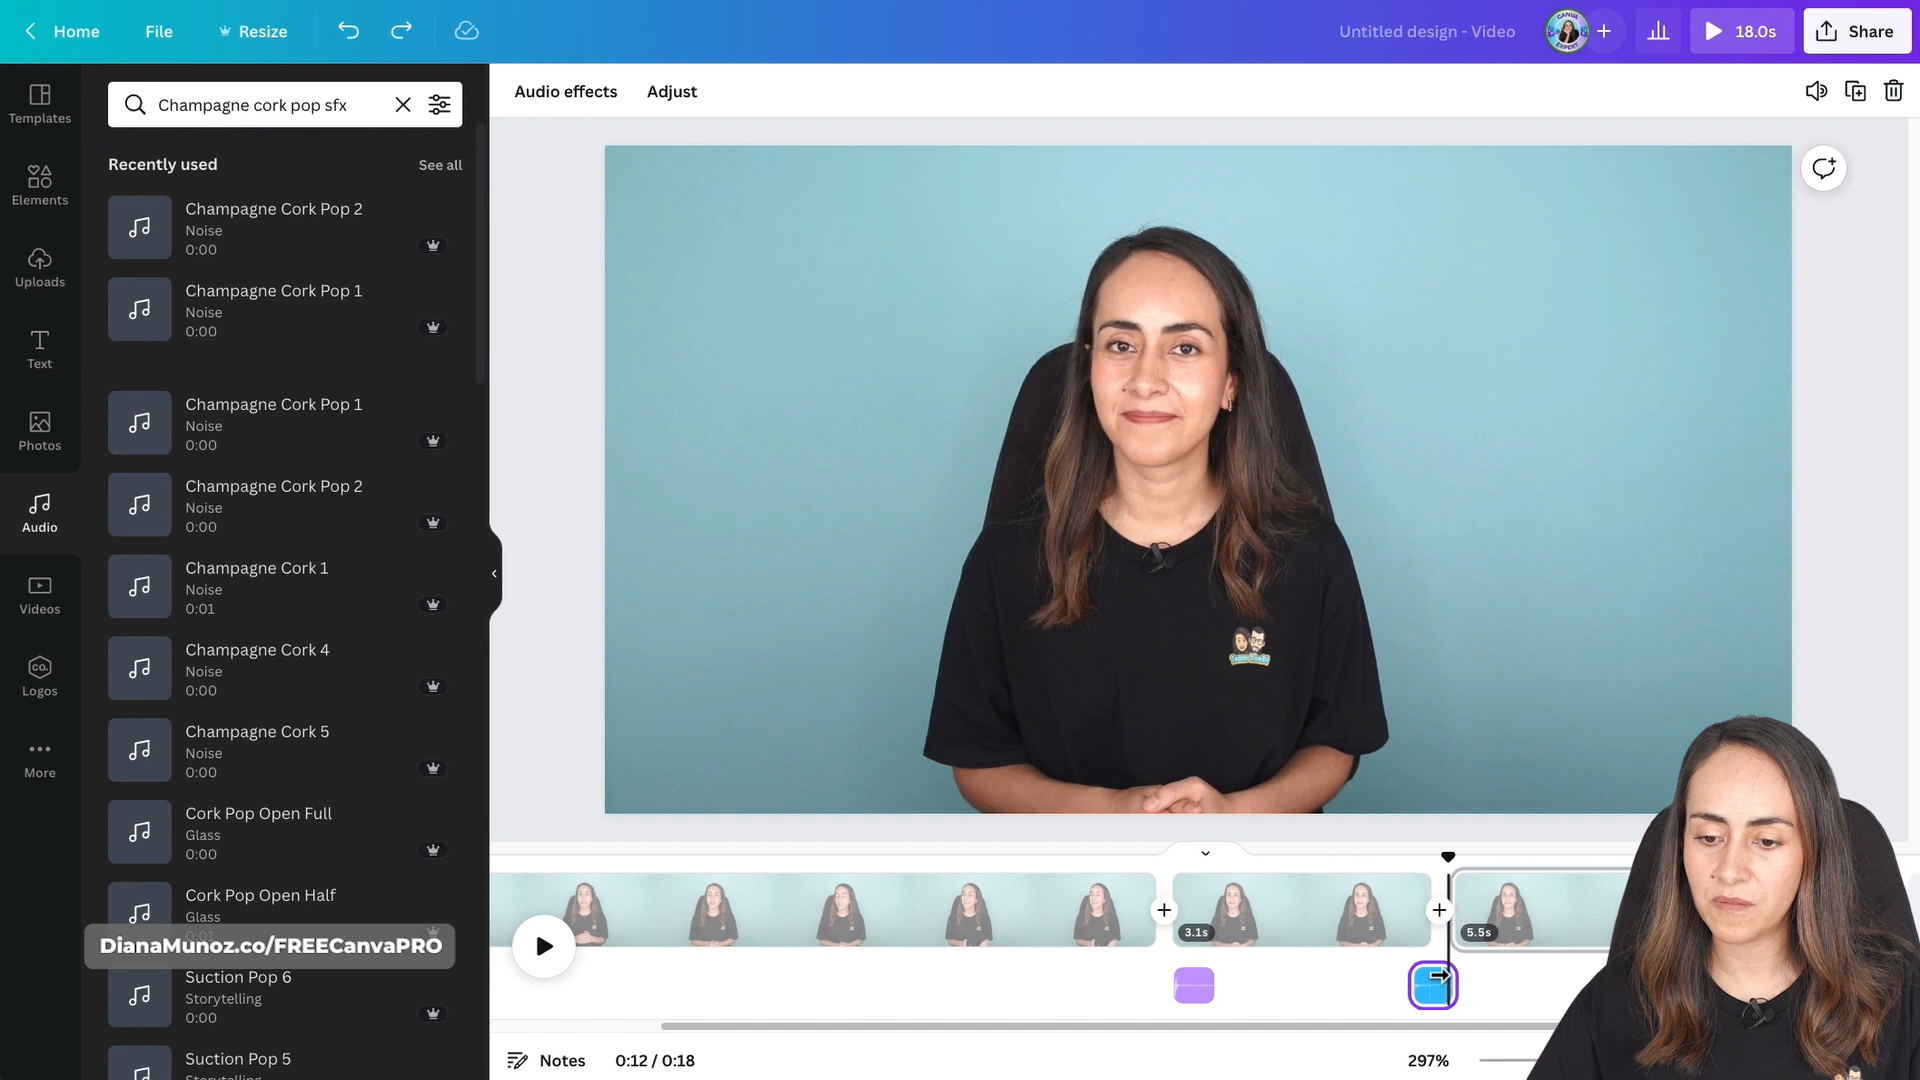 Home
File
Resize
Untitled design - Video
18.0s
Share
Champagne cork pop sfx
Audio effects
Adjust
Templates
Elements
Uploads
Text
Photos
Audio
Videos
CO.
Logos
More
Recently used
See all
Champagne Cork Pop 2
Noise
0:00
Champagne Cork Pop 1
Noise
0:00
Champagne Cork Pop 1
Noise
0:00
Champagne Cork Pop 2
Noise
0:00
Champagne Cork 1
Noise
0:01
Champagne Cork 4
Noise
0:00
Champagne Cork 5
Noise
0:00
Cork Pop Open Full
Glass
0:00
Cork Pop Open Half
Glass
0:01
DianaMunoz.co/FREECanvaPRO
Suction Pop 6
Storytelling
0:00
Suction Pop 5
Storytelling
3.1s
5.5s
Notes
0:12 / 0:18
297%